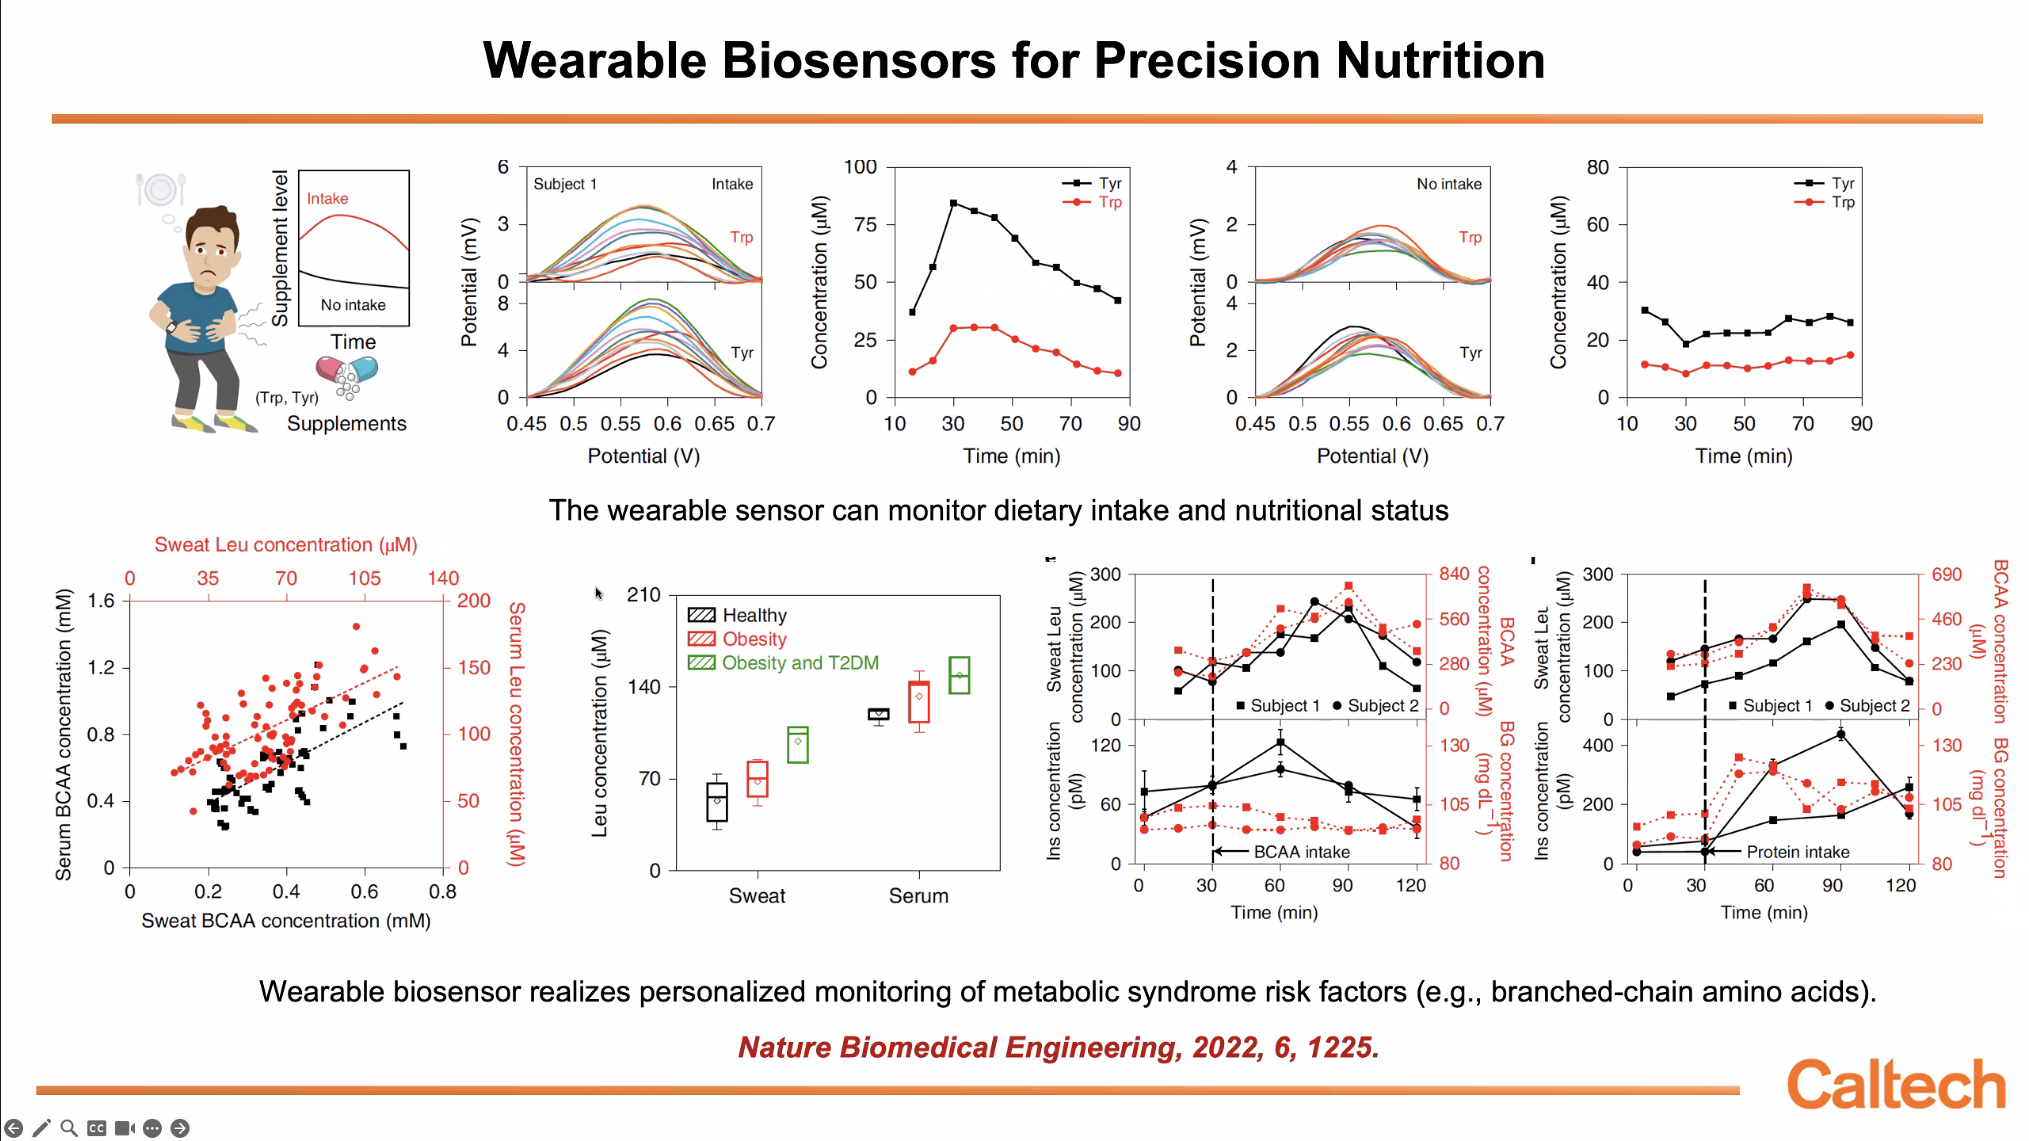 Wearable Biosensors for Precision Nutrition
Supplement level
Intake
No intake
Time
(Trp, Tyr)
Supplements
Potential (mV)
6
3
0
8
4
0
Subject 1
Intake
Trp
Tyr
0.45 0.5 0.55 0.6 0.65 0.7
Potential (V)
Concentration (μM)
100
75
50
25
0
Tyr
Trp
10 30 50 70 90
Time (min)
Potential (mV)
4
2
0
4
2
0
No intake
Trp
Tyr
0.45 0.5 0.55 0.6 0.65 0.7
Potential (V)
Concentration (μM)
80
60
40
20
0
Tyr
Trp
10 30 50 70 90
Time (min)
The wearable sensor can monitor dietary intake and nutritional status
Sweat Leu concentration (μM)
0 35 70 105 140
Serum BCAA concentration (mM)
1.6
1.2
0.8
0.4
0
200
150
100
50
0
Serum Leu concentration (μM)
0 0.2 0.4 0.6 0.8
Sweat BCAA concentration (mM)
Leu concentration (μM)
210
140
70
0
Healthy
Obesity
Obesity and T2DM
Sweat Serum
Sweat Leu
concentration (μM)
300
200
100
0
840
560
280
0
BCAA
concentration (μM)
Subject 1 Subject 2
Ins concentration
(pM)
120
60
0
130
105
80
BG concentration
(mg dL⁻¹)
BCAA intake
0 30 60 90 120
Time (min)
Sweat Leu
concentration (μM)
300
200
100
0
690
460
230
0
BCAA concentration
(μM)
Subject 1 Subject 2
Ins concentration
(pM)
400
200
0
130
105
80
BG concentration
(mg dl⁻¹)
Protein intake
0 30 60 90 120
Time (min)
Wearable biosensor realizes personalized monitoring of metabolic syndrome risk factors (e.g., branched-chain amino acids).
Nature Biomedical Engineering, 2022, 6, 1225.
Caltech
CC